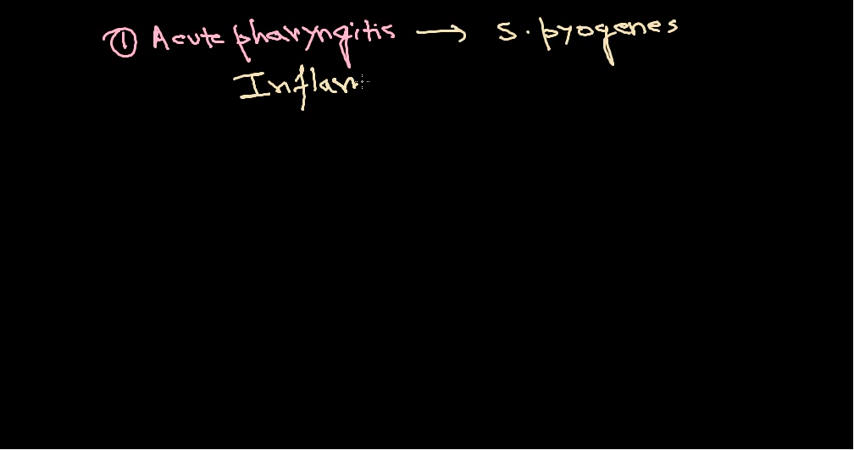 ① Acute pharyngitis → S. pyogenes
Inflam